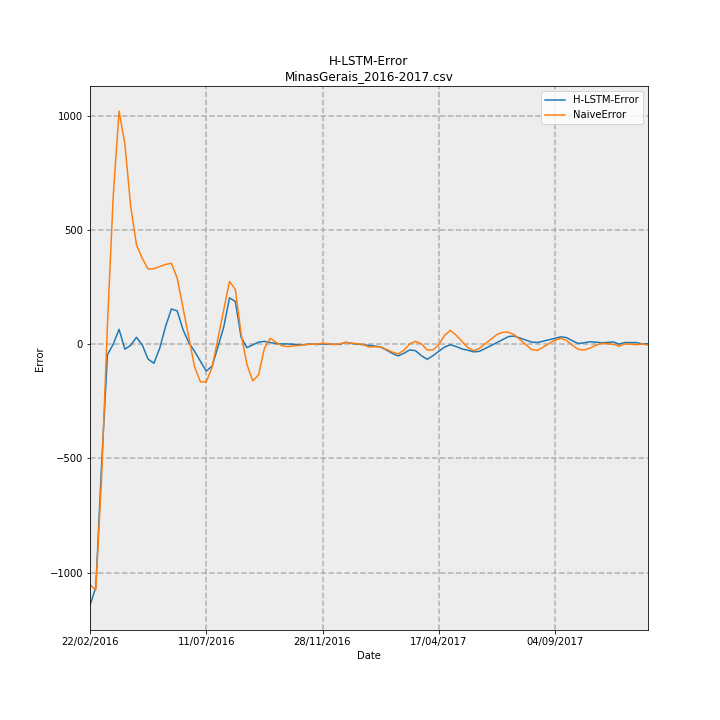 H-LSTM-Error
MinasGerais_2016-2017.csv
H-LSTM-Error
NaiveError
1000
500
0
−500
−1000
Error
22/02/2016
11/07/2016
28/11/2016
17/04/2017
04/09/2017
Date